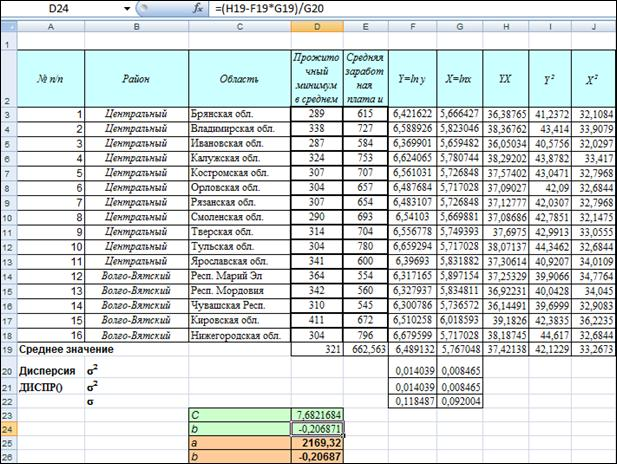 D24 fx =(H19-F19*G19)/G20
A B C D E F G H I J
1
2 № п/п Район Область Прожиточный минимум в среднем Средняя заработная плата и Y=ln y X=lnx YX Y² X²
3 1 Центральный Брянская обл. 289 615 6,421622 5,666427 36,38765 41,2372 32,1084
4 2 Центральный Владимирская обл. 338 727 6,588926 5,823046 38,36762 43,414 33,9079
5 3 Центральный Ивановская обл. 287 584 6,369901 5,659482 36,05034 40,5756 32,0297
6 4 Центральный Калужская обл. 324 753 6,624065 5,780744 38,29202 43,8782 33,417
7 5 Центральный Костромская обл. 307 707 6,561031 5,726848 37,57402 43,0471 32,7968
8 6 Центральный Орловская обл. 304 657 6,487684 5,717028 37,09027 42,09 32,6844
9 7 Центральный Рязанская обл. 307 654 6,483107 5,726848 37,12777 42,0307 32,7968
10 8 Центральный Смоленская обл. 290 693 6,54103 5,669881 37,08686 42,7851 32,1475
11 9 Центральный Тверская обл. 314 704 6,556778 5,749393 37,6975 42,9913 33,0555
12 10 Центральный Тульская обл. 304 780 6,659294 5,717028 38,07137 44,3462 32,6844
13 11 Центральный Ярославская обл. 341 600 6,39693 5,831882 37,30614 40,9207 34,0109
14 12 Волго-Вятский Респ. Марий Эл 364 554 6,317165 5,897154 37,25329 39,9066 34,7764
15 13 Волго-Вятский Респ. Мордовия 342 560 6,327937 5,834811 36,92231 40,0428 34,045
16 14 Волго-Вятский Чувашская Респ. 310 545 6,300786 5,736572 36,14491 39,6999 32,9083
17 15 Волго-Вятский Кировская обл. 411 672 6,510258 6,018593 39,1826 42,3835 36,2235
18 16 Волго-Вятский Нижегородская обл. 304 796 6,679599 5,717028 38,18745 44,617 32,6844
19 Среднее значение 321 662,563 6,489132 5,767048 37,42138 42,1229 33,2673
20 Дисперсия σ² 0,014039 0,008465
21 ДИСПР() σ² 0,014039 0,008465
22 σ 0,118487 0,092004
23 C 7,6821684
24 b -0,206871
25 a 2169,32
26 b -0,20687